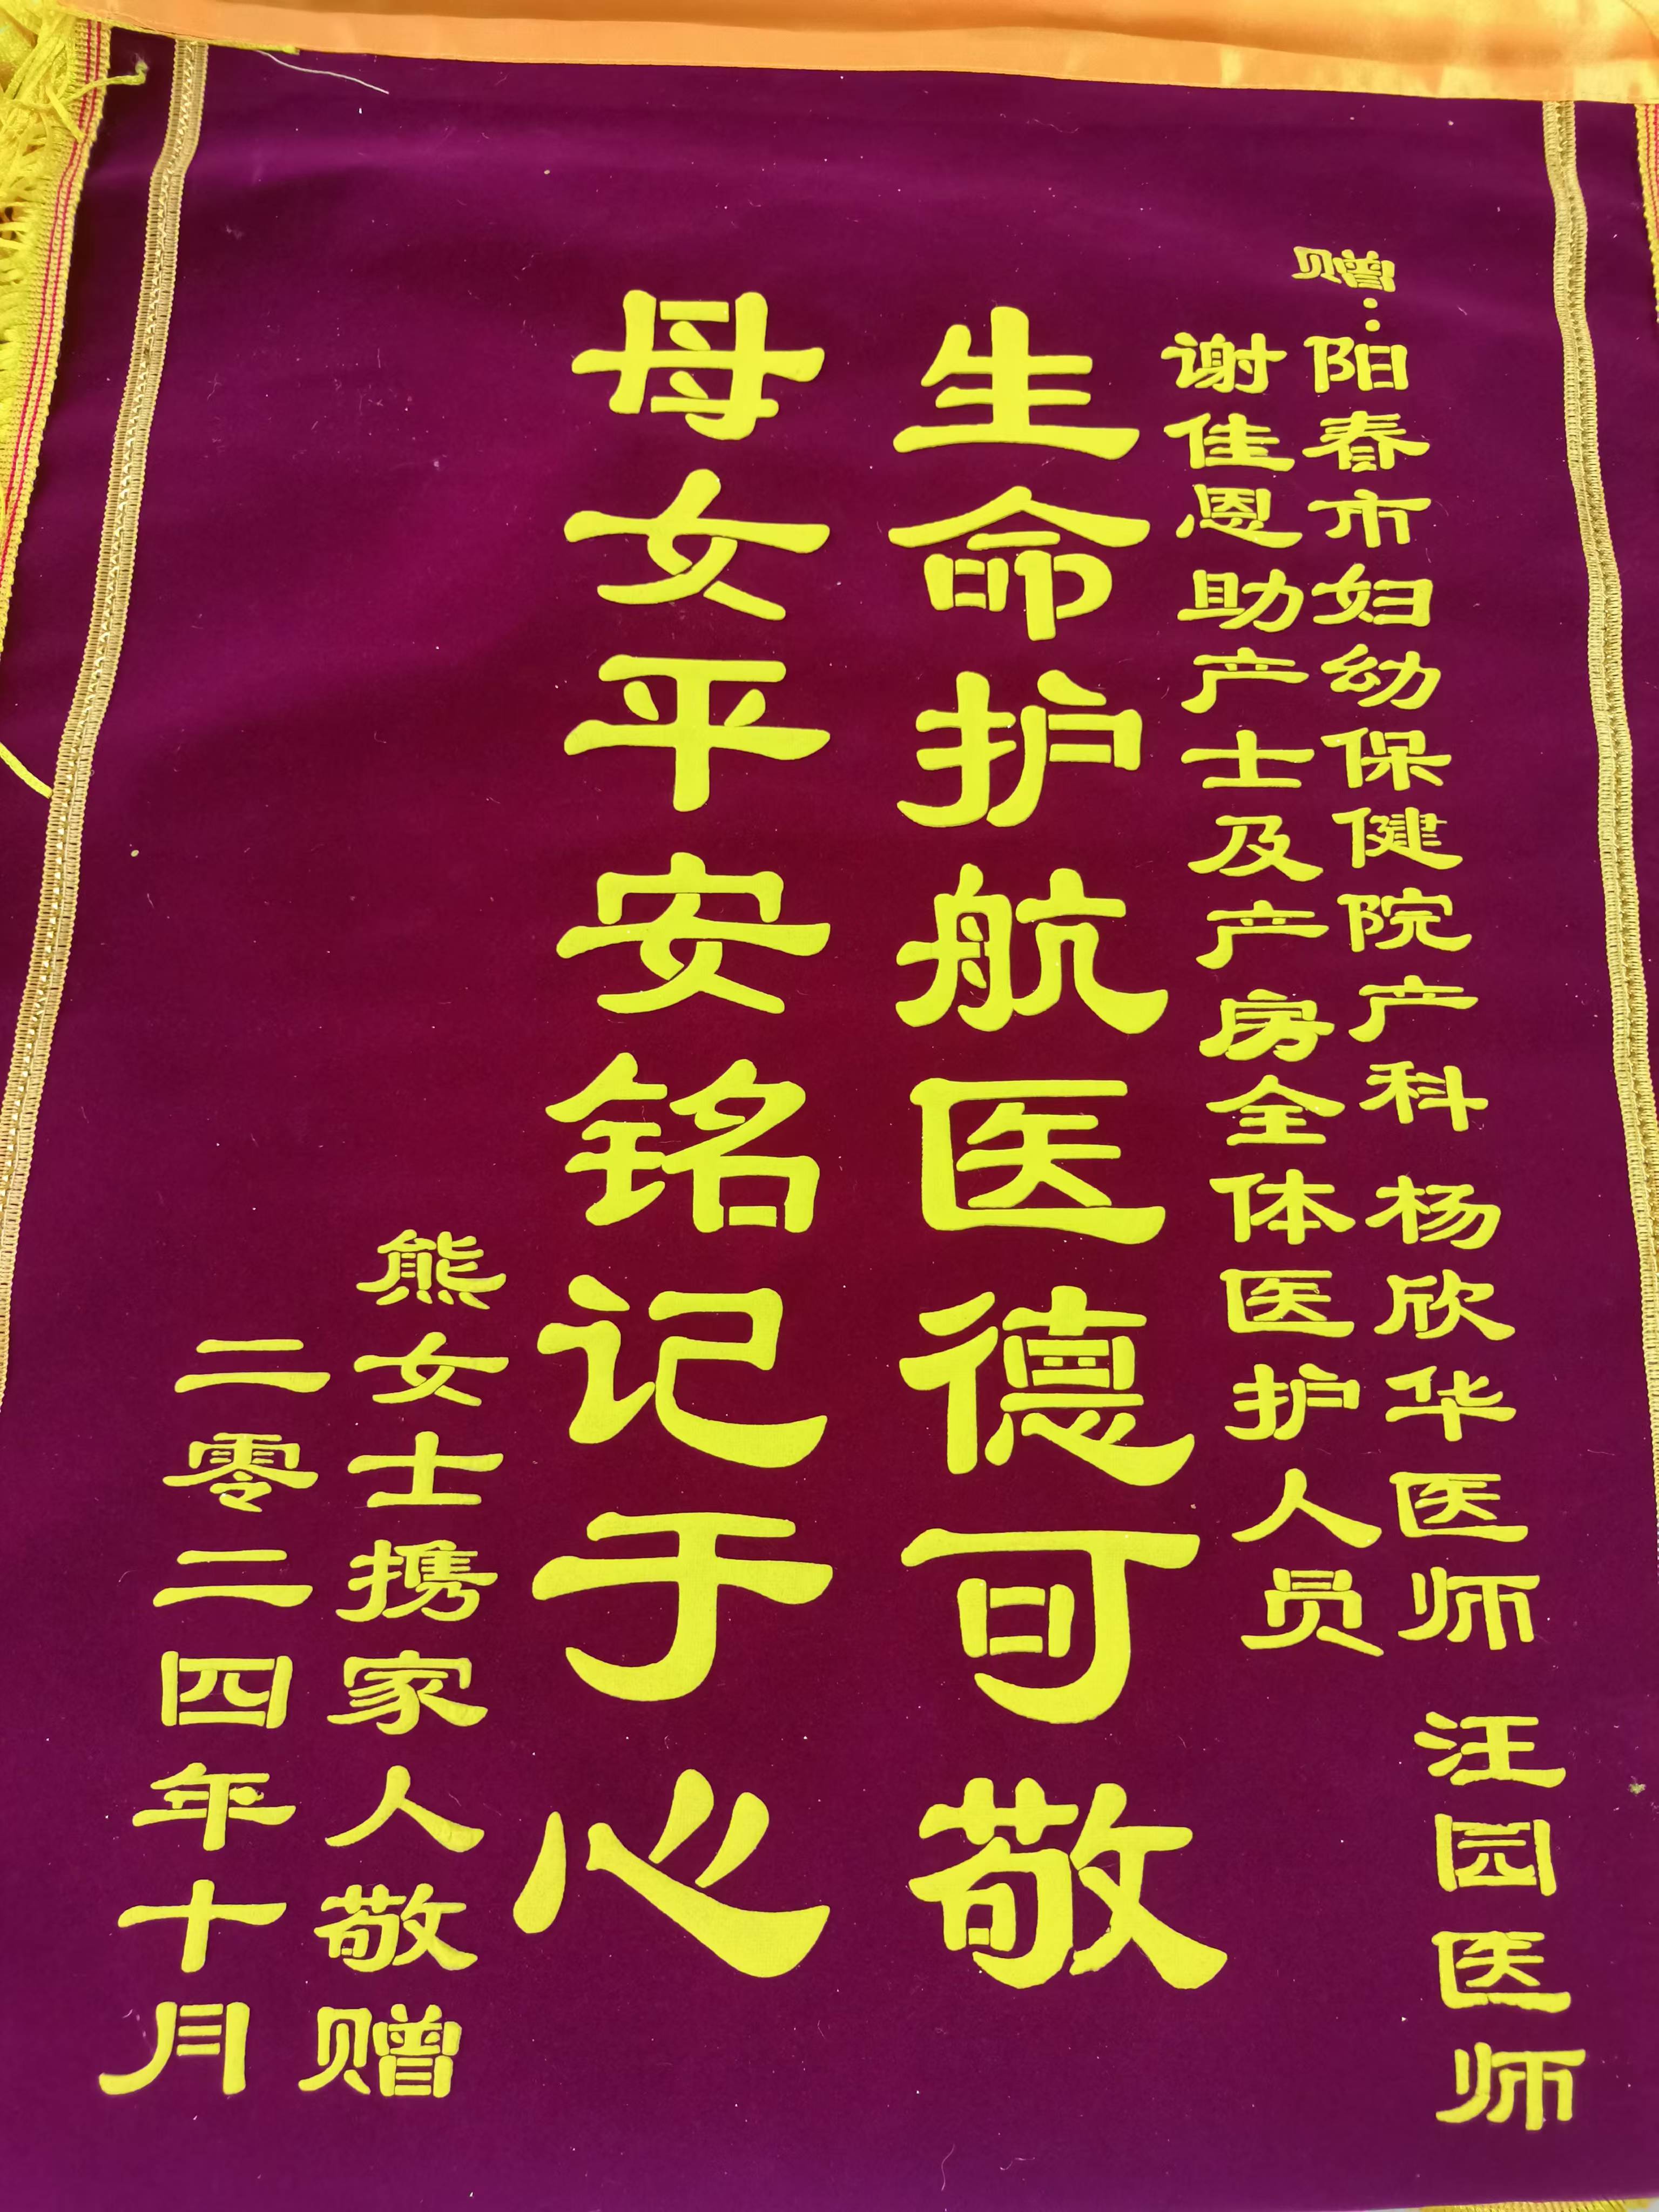 赠：阳春市妇幼保健院产科 杨欣华医师 汪园医师
谢佳恩助产士及产房全体医护人员
生命护航医德可敬
母女平安铭记于心
熊女士携家人敬赠
二零二四年十月